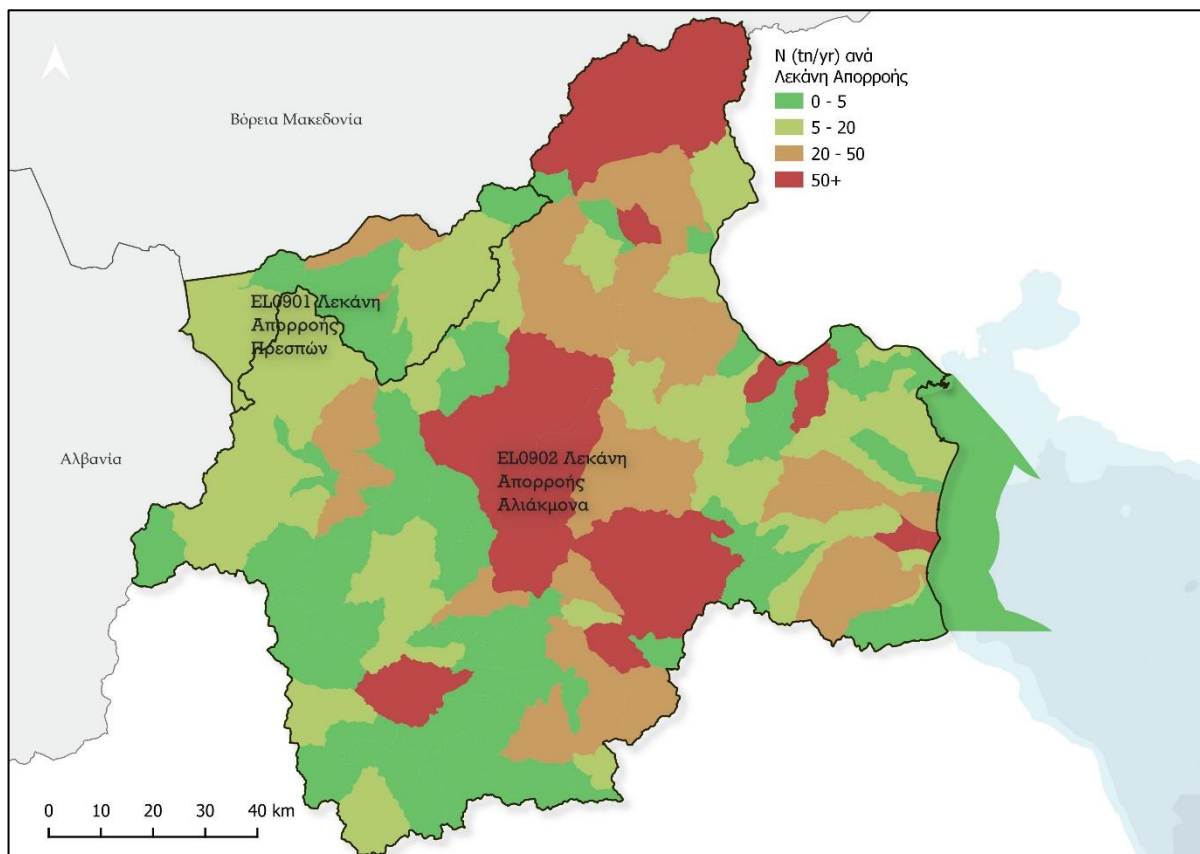 Βόρεια Μακεδονία
N (tn/yr) ανά
Λεκάνη Απορροής
0 - 5
5 - 20
20 - 50
50+
EL0901 Λεκάνη
Απορροής
Πρεσπών
Αλβανία
EL0902 Λεκάνη
Απορροής
Αλιάκμονα
0 10 20 30 40 km